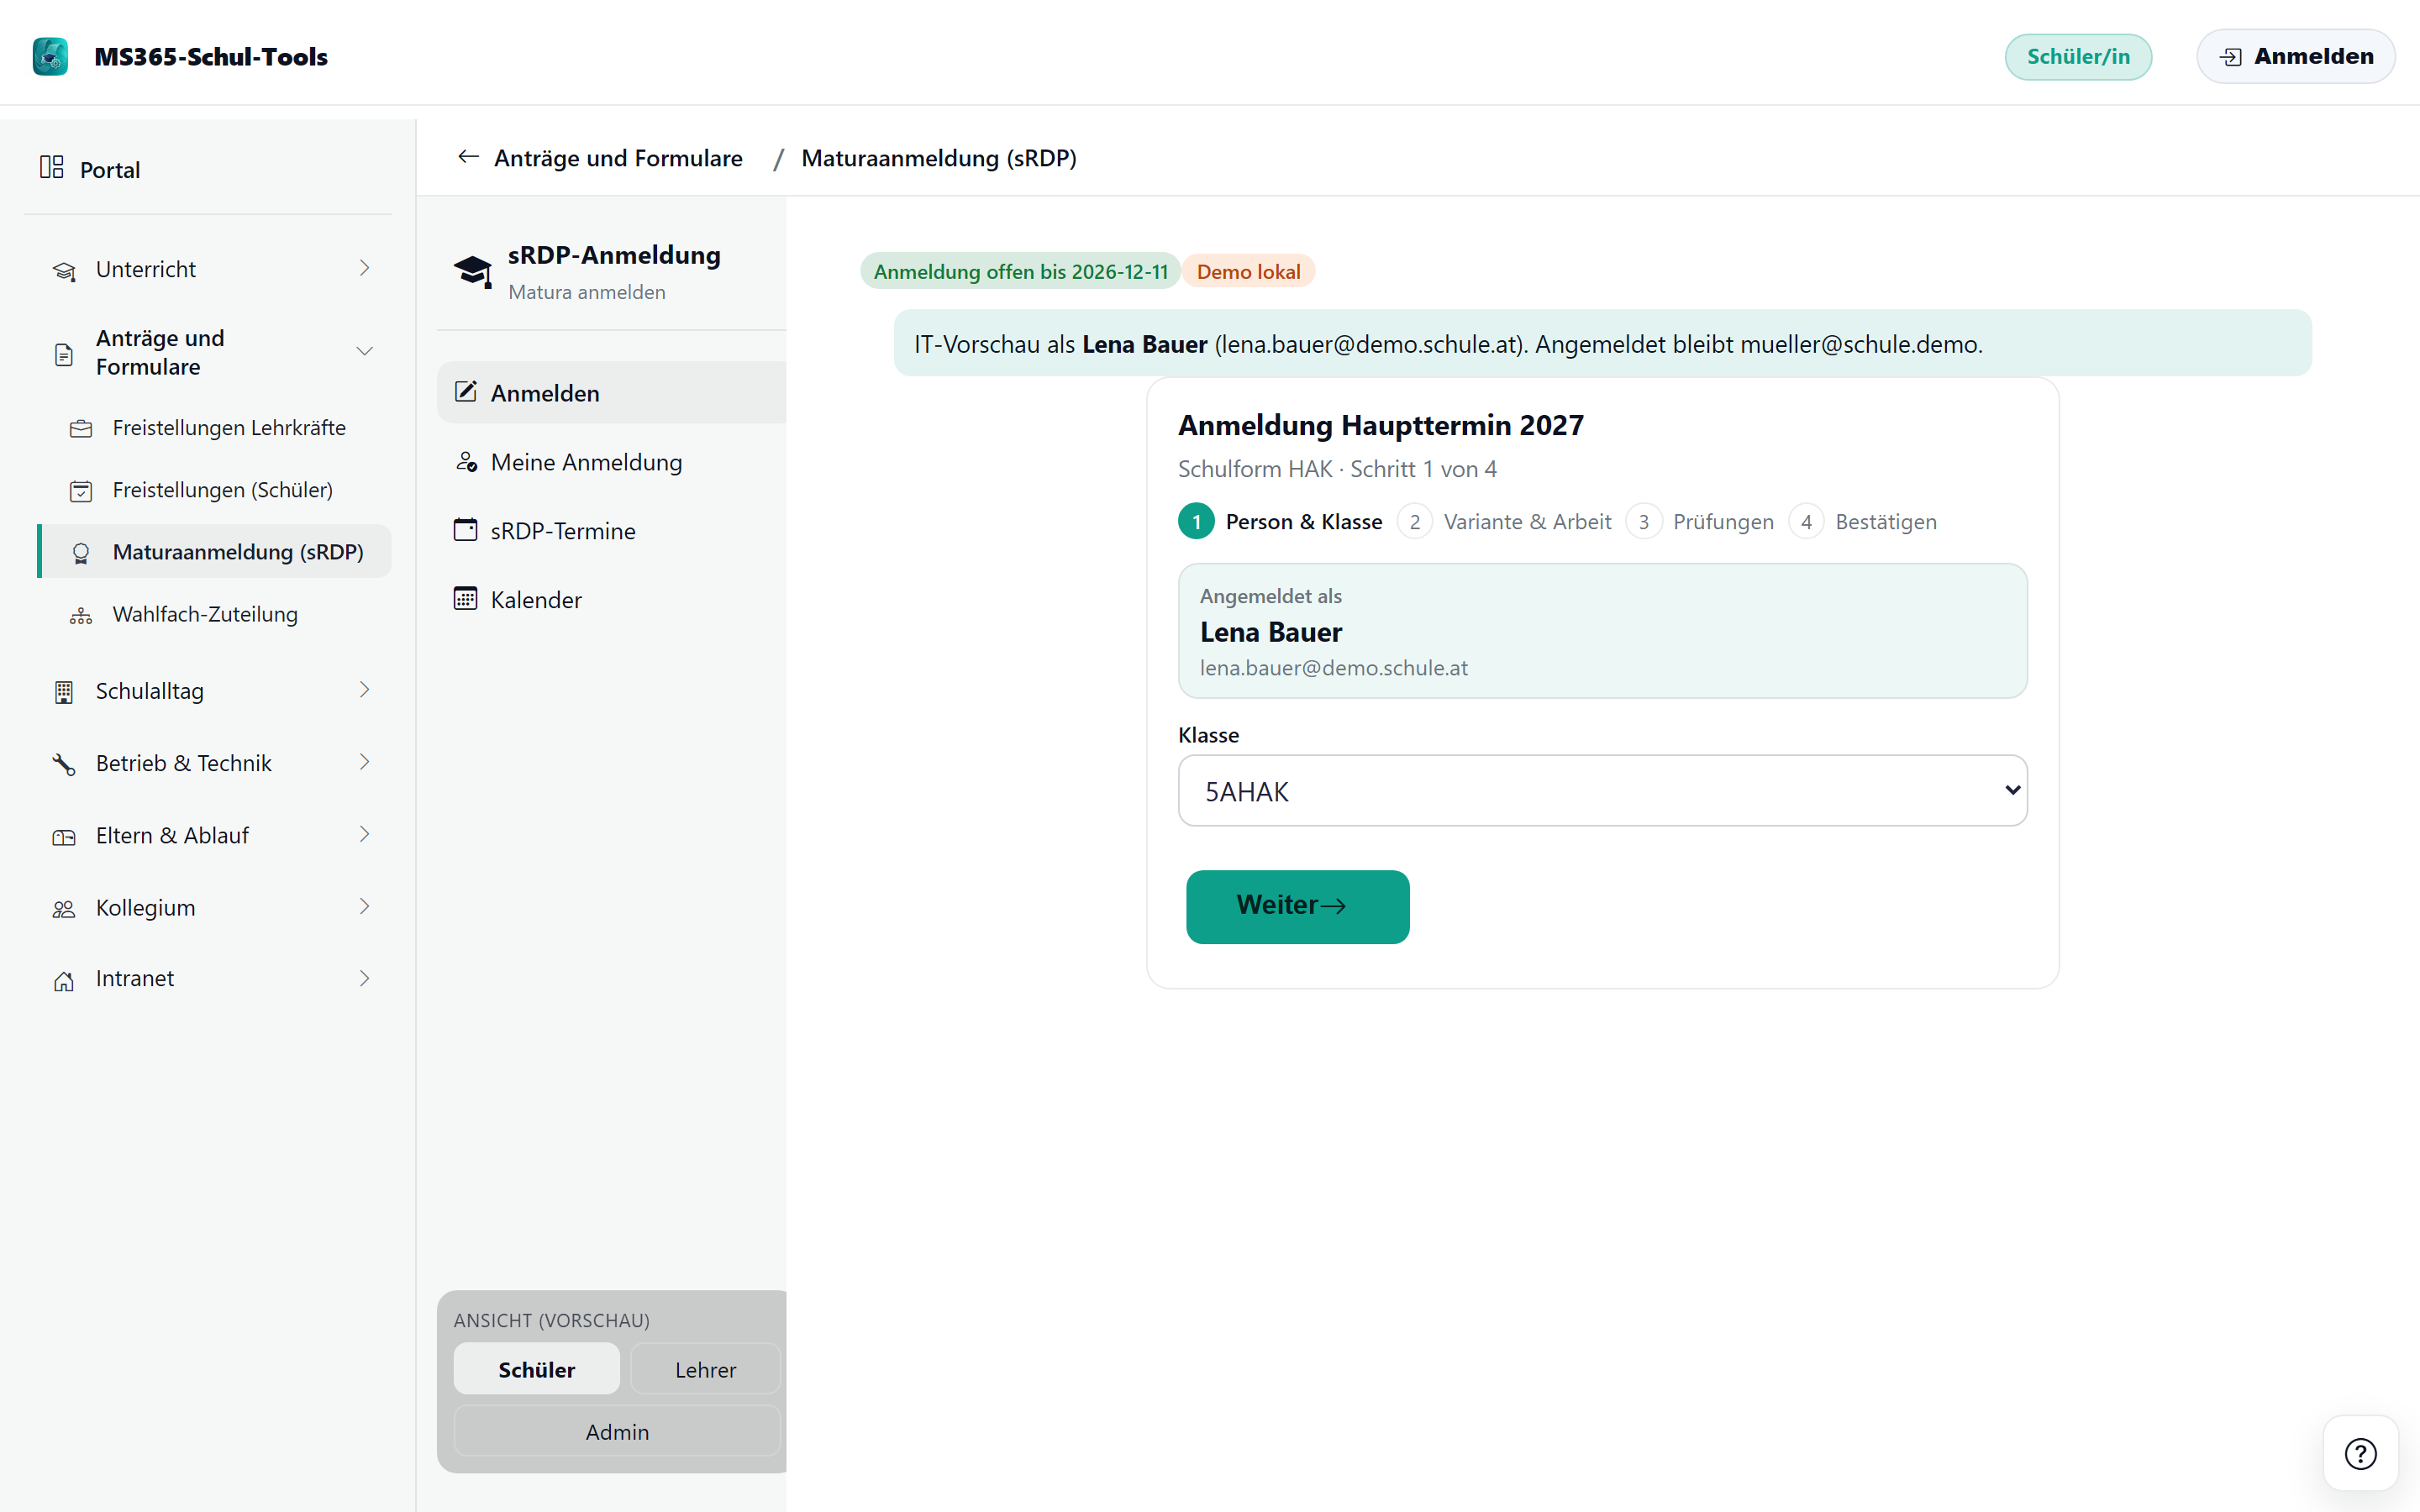 MS365-Schul-Tools
Schüler/in
Anmelden
Portal
Unterricht
Anträge und
Formulare
Freistellungen Lehrkräfte
Freistellungen (Schüler)
Maturaanmeldung (sRDP)
Wahlfach-Zuteilung
Schulalltag
Betrieb & Technik
Eltern & Ablauf
Kollegium
Intranet
← Anträge und Formulare / Maturaanmeldung (sRDP)
sRDP-Anmeldung
Matura anmelden
Anmelden
Meine Anmeldung
sRDP-Termine
Kalender
ANSICHT (VORSCHAU)
Schüler
Lehrer
Admin
Anmeldung offen bis 2026-12-11
Demo lokal
IT-Vorschau als Lena Bauer (lena.bauer@demo.schule.at). Angemeldet bleibt mueller@schule.demo.
Anmeldung Haupttermin 2027
Schulform HAK · Schritt 1 von 4
1 Person & Klasse 2 Variante & Arbeit 3 Prüfungen 4 Bestätigen
Angemeldet als
Lena Bauer
lena.bauer@demo.schule.at
Klasse
5AHAK
Weiter→
?